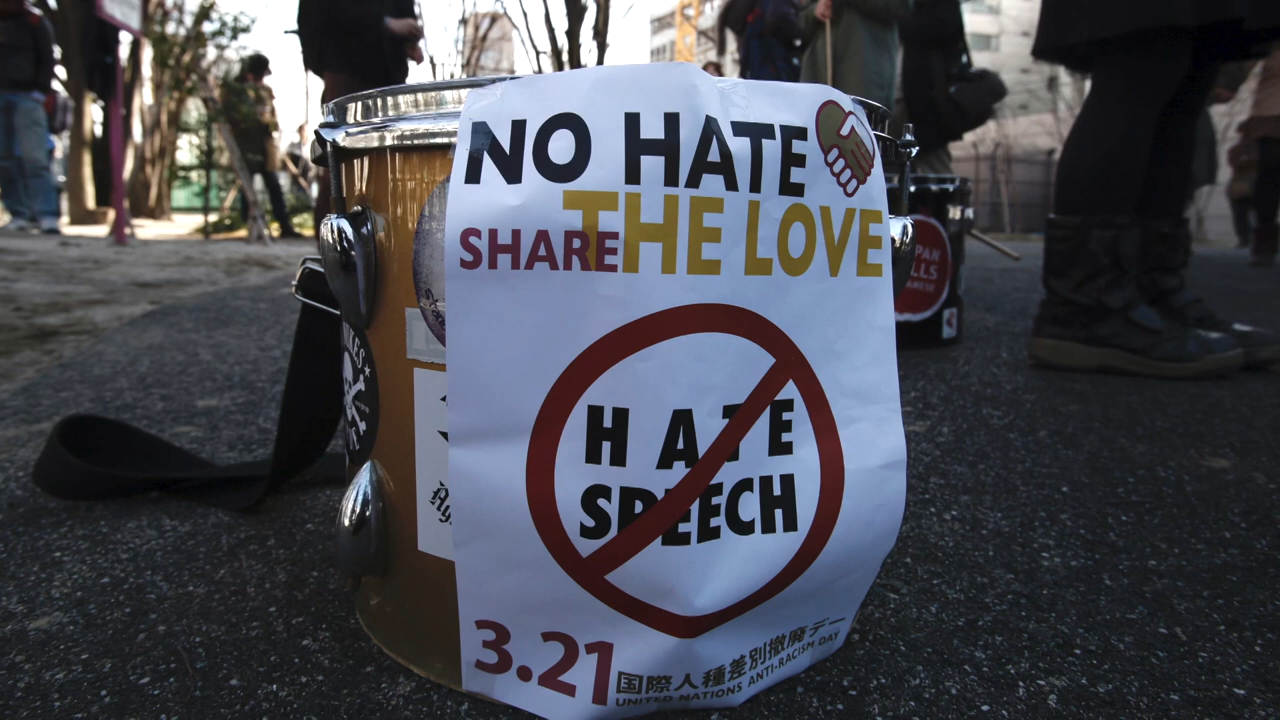 NO HATE
SHARE THE LOVE
HATE
SPEECH
3.21
国際人種差別撤廃デー
UNITED NATIONS ANTI-RACISM DAY